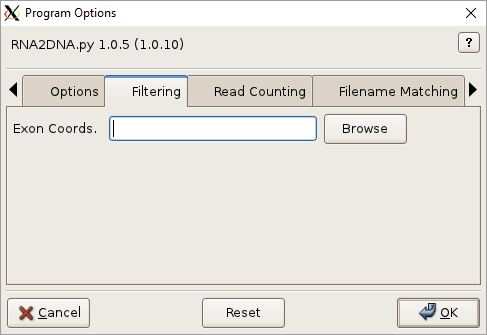 Program Options
RNA2DNA.py 1.0.5 (1.0.10)
?
Options Filtering Read Counting Filename Matching
Exon Coords. Browse
Cancel Reset OK